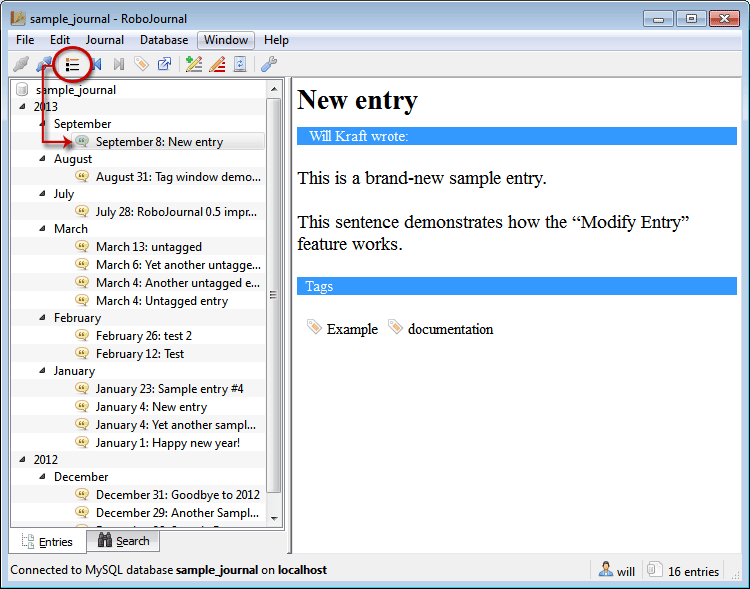 sample_journal - RoboJournal
File Edit Journal Database Window Help
sample_journal
2013
September
September 8: New entry
August
August 31: Tag window demo...
July
July 28: RoboJournal 0.5 impr...
March
March 13: untagged
March 6: Yet another untagge...
March 4: Another untagged e...
March 4: Untagged entry
February
February 26: test 2
February 12: Test
January
January 23: Sample entry #4
January 4: New entry
January 4: Yet another sampl...
January 1: Happy new year!
2012
December
December 31: Goodbye to 2012
December 29: Another Sampl...
Entries Search
New entry
Will Kraft wrote:
This is a brand-new sample entry.
This sentence demonstrates how the “Modify Entry”
feature works.
Tags
Example documentation
Connected to MySQL database sample_journal on localhost
will 16 entries